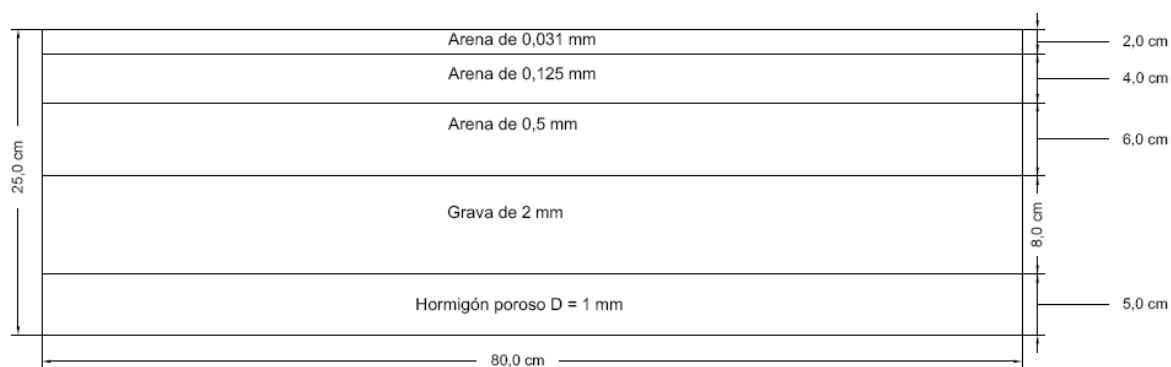 Arena de 0,031 mm
2,0 cm
Arena de 0,125 mm
4,0 cm
Arena de 0,5 mm
6,0 cm
25,0 cm
Grava de 2 mm
8,0 cm
Hormigón poroso D = 1 mm
5,0 cm
80,0 cm